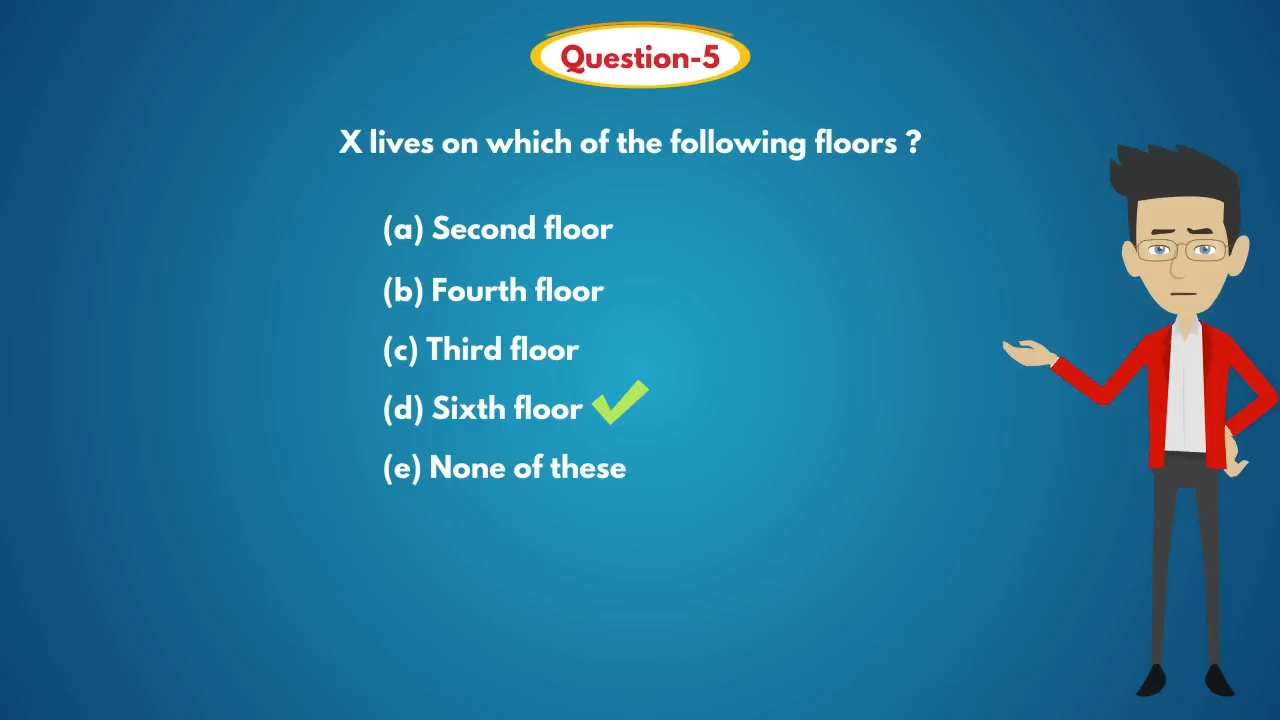 Question-5
X lives on which of the following floors ?
(a) Second floor
(b) Fourth floor
(c) Third floor
(d) Sixth floor
(e) None of these